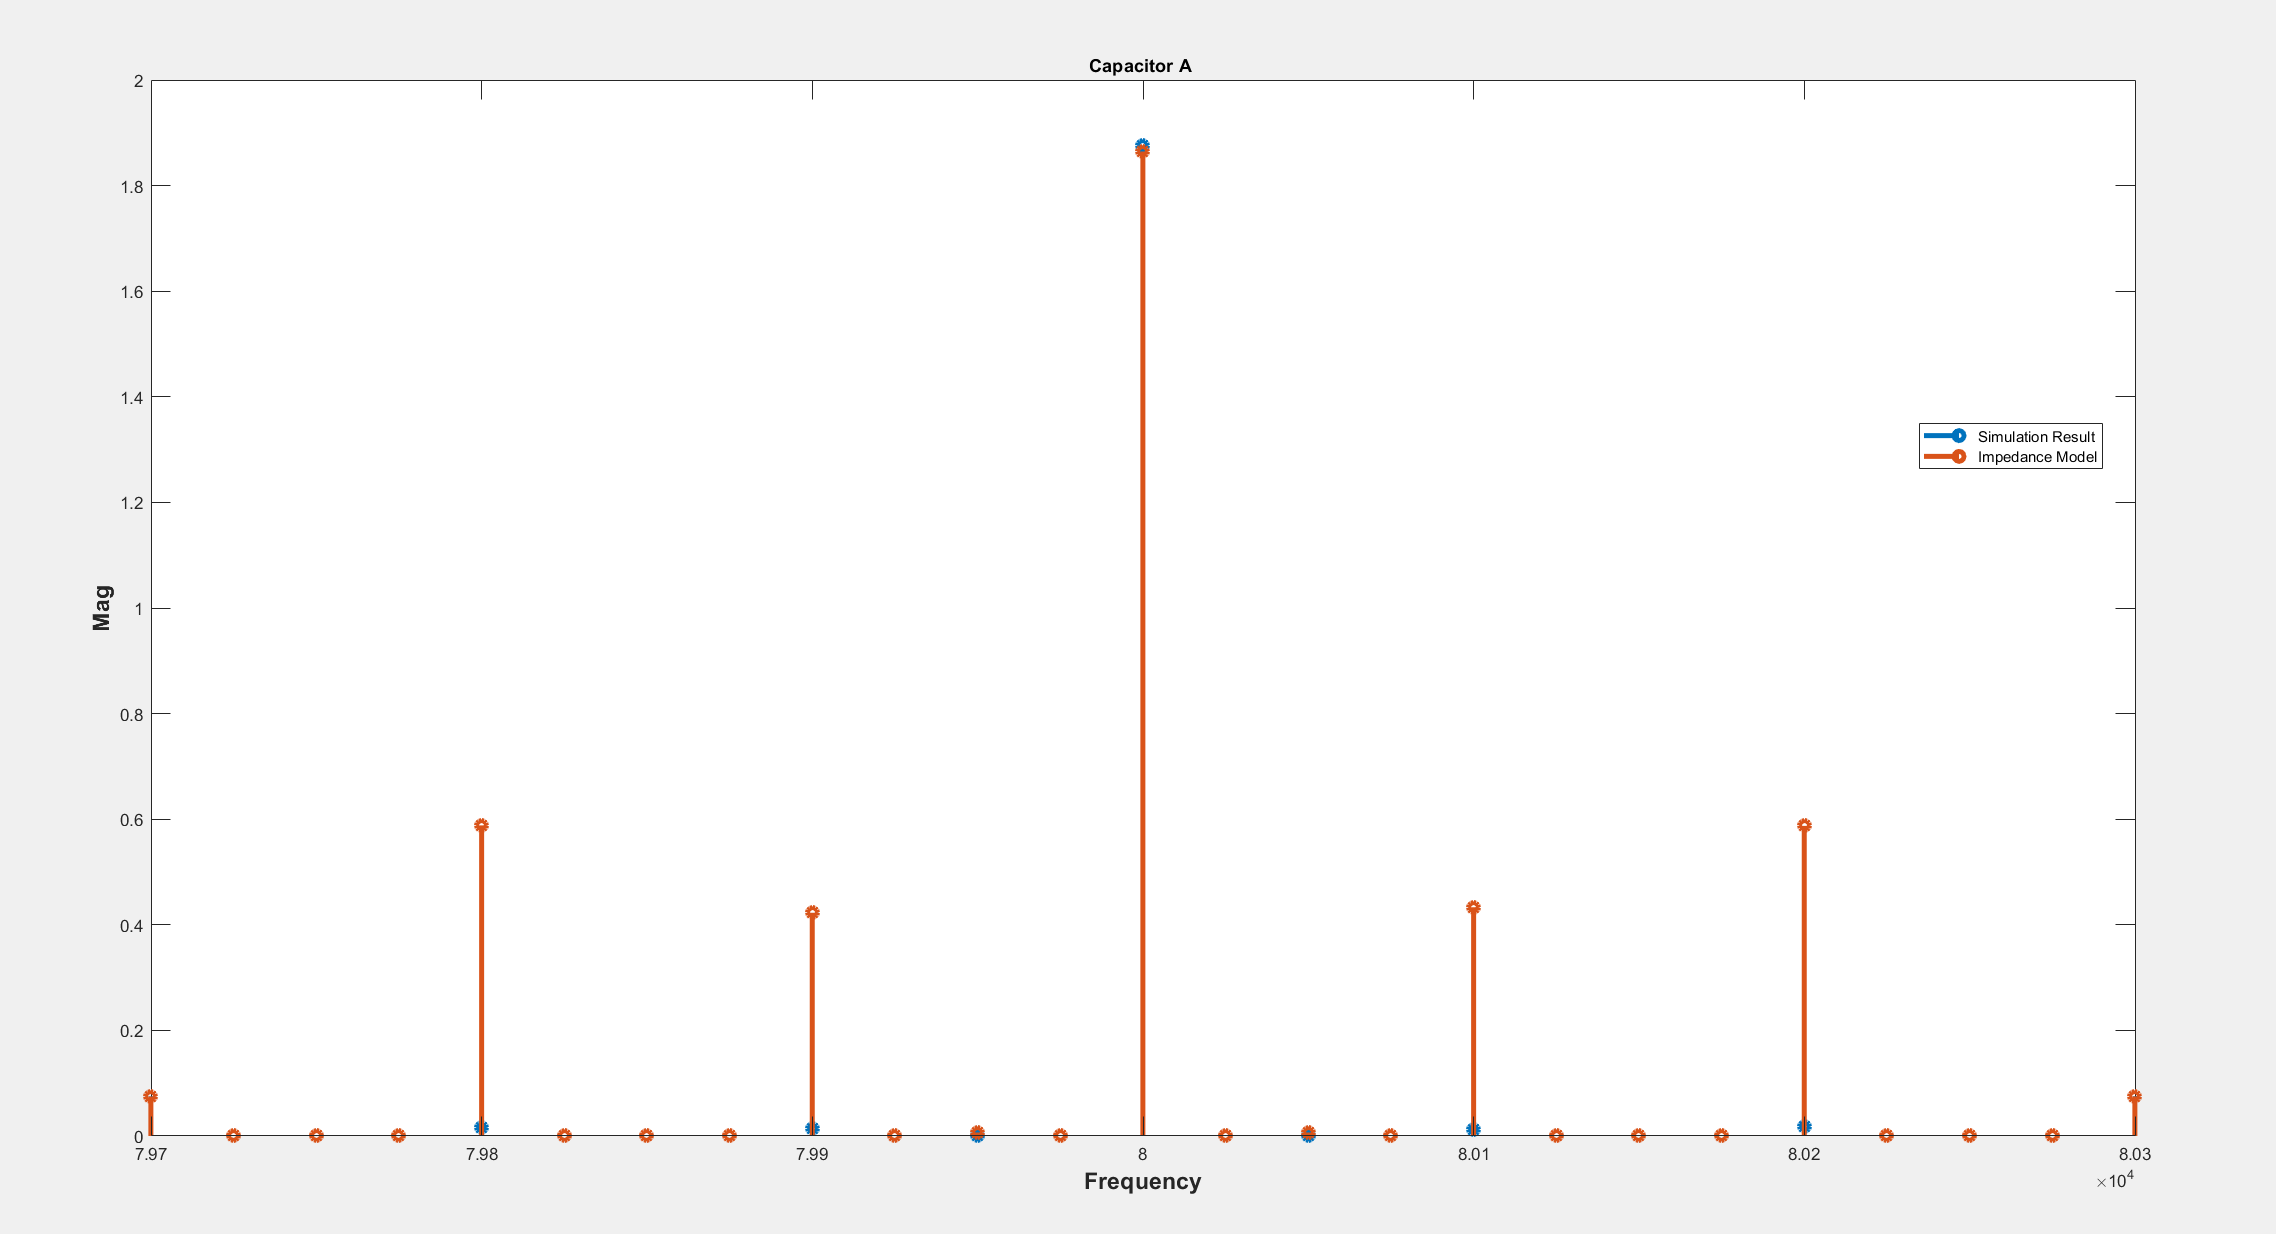 Capacitor A
2
1.8
1.6
1.4
1.2
1
0.8
0.6
0.4
0.2
0
Mag
Simulation Result
Impedance Model
7.97 7.98 7.99 8 8.01 8.02 8.03
×10⁴
Frequency